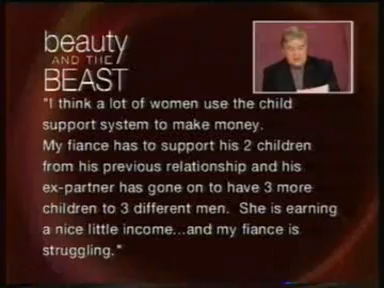 beauty
AND THE
BEAST
"I think a lot of women use the child
support system to make money.
My fiance has to support his 2 children
from his previous relationship and his
ex-partner has gone on to have 3 more
children to 3 different men.  She is earning
a nice little income...and my fiance is
struggling."